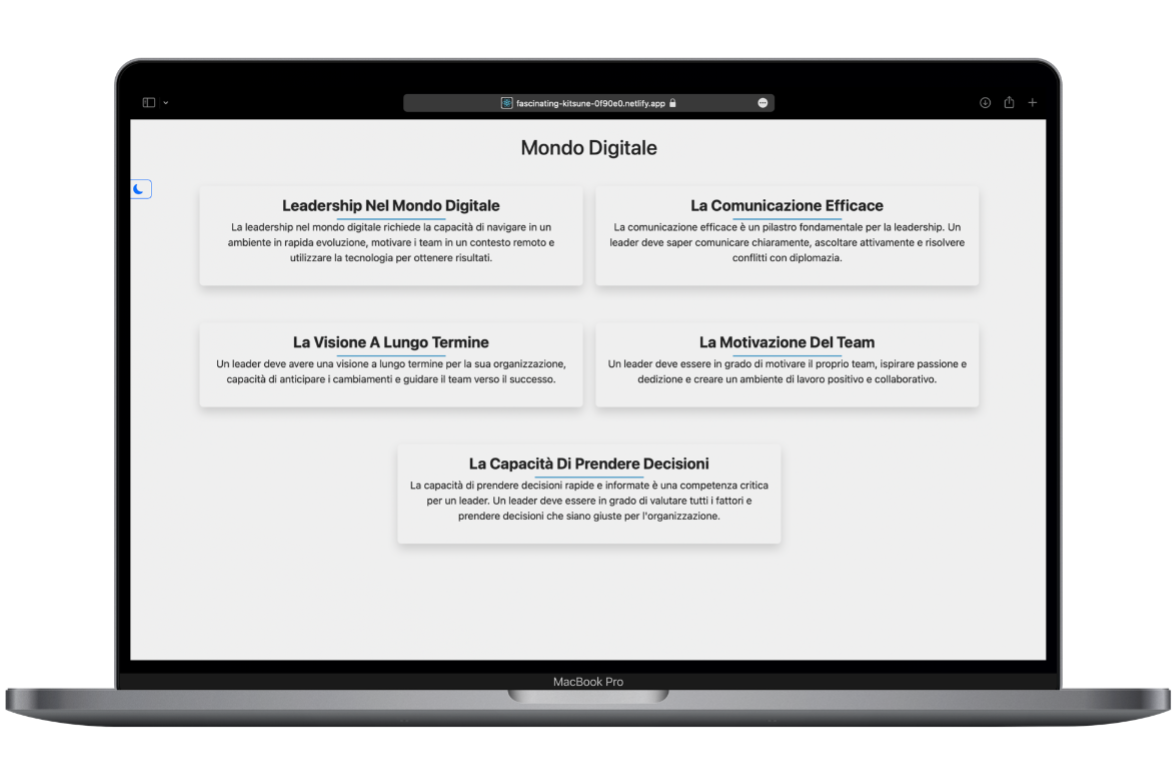 fascinating-kitsune-0f90e0.netlify.app
Mondo Digitale
Leadership Nel Mondo Digitale
La leadership nel mondo digitale richiede la capacità di navigare in un
ambiente in rapida evoluzione, motivare i team in un contesto remoto e
utilizzare la tecnologia per ottenere risultati.
La Comunicazione Efficace
La comunicazione efficace è un pilastro fondamentale per la leadership. Un
leader deve saper comunicare chiaramente, ascoltare attivamente e risolvere
conflitti con diplomazia.
La Visione A Lungo Termine
Un leader deve avere una visione a lungo termine per la sua organizzazione,
capacità di anticipare i cambiamenti e guidare il team verso il successo.
La Motivazione Del Team
Un leader deve essere in grado di motivare il proprio team, ispirare passione e
dedizione e creare un ambiente di lavoro positivo e collaborativo.
La Capacità Di Prendere Decisioni
La capacità di prendere decisioni rapide e informate è una competenza critica
per un leader. Un leader deve essere in grado di valutare tutti i fattori e
prendere decisioni che siano giuste per l'organizzazione.
MacBook Pro